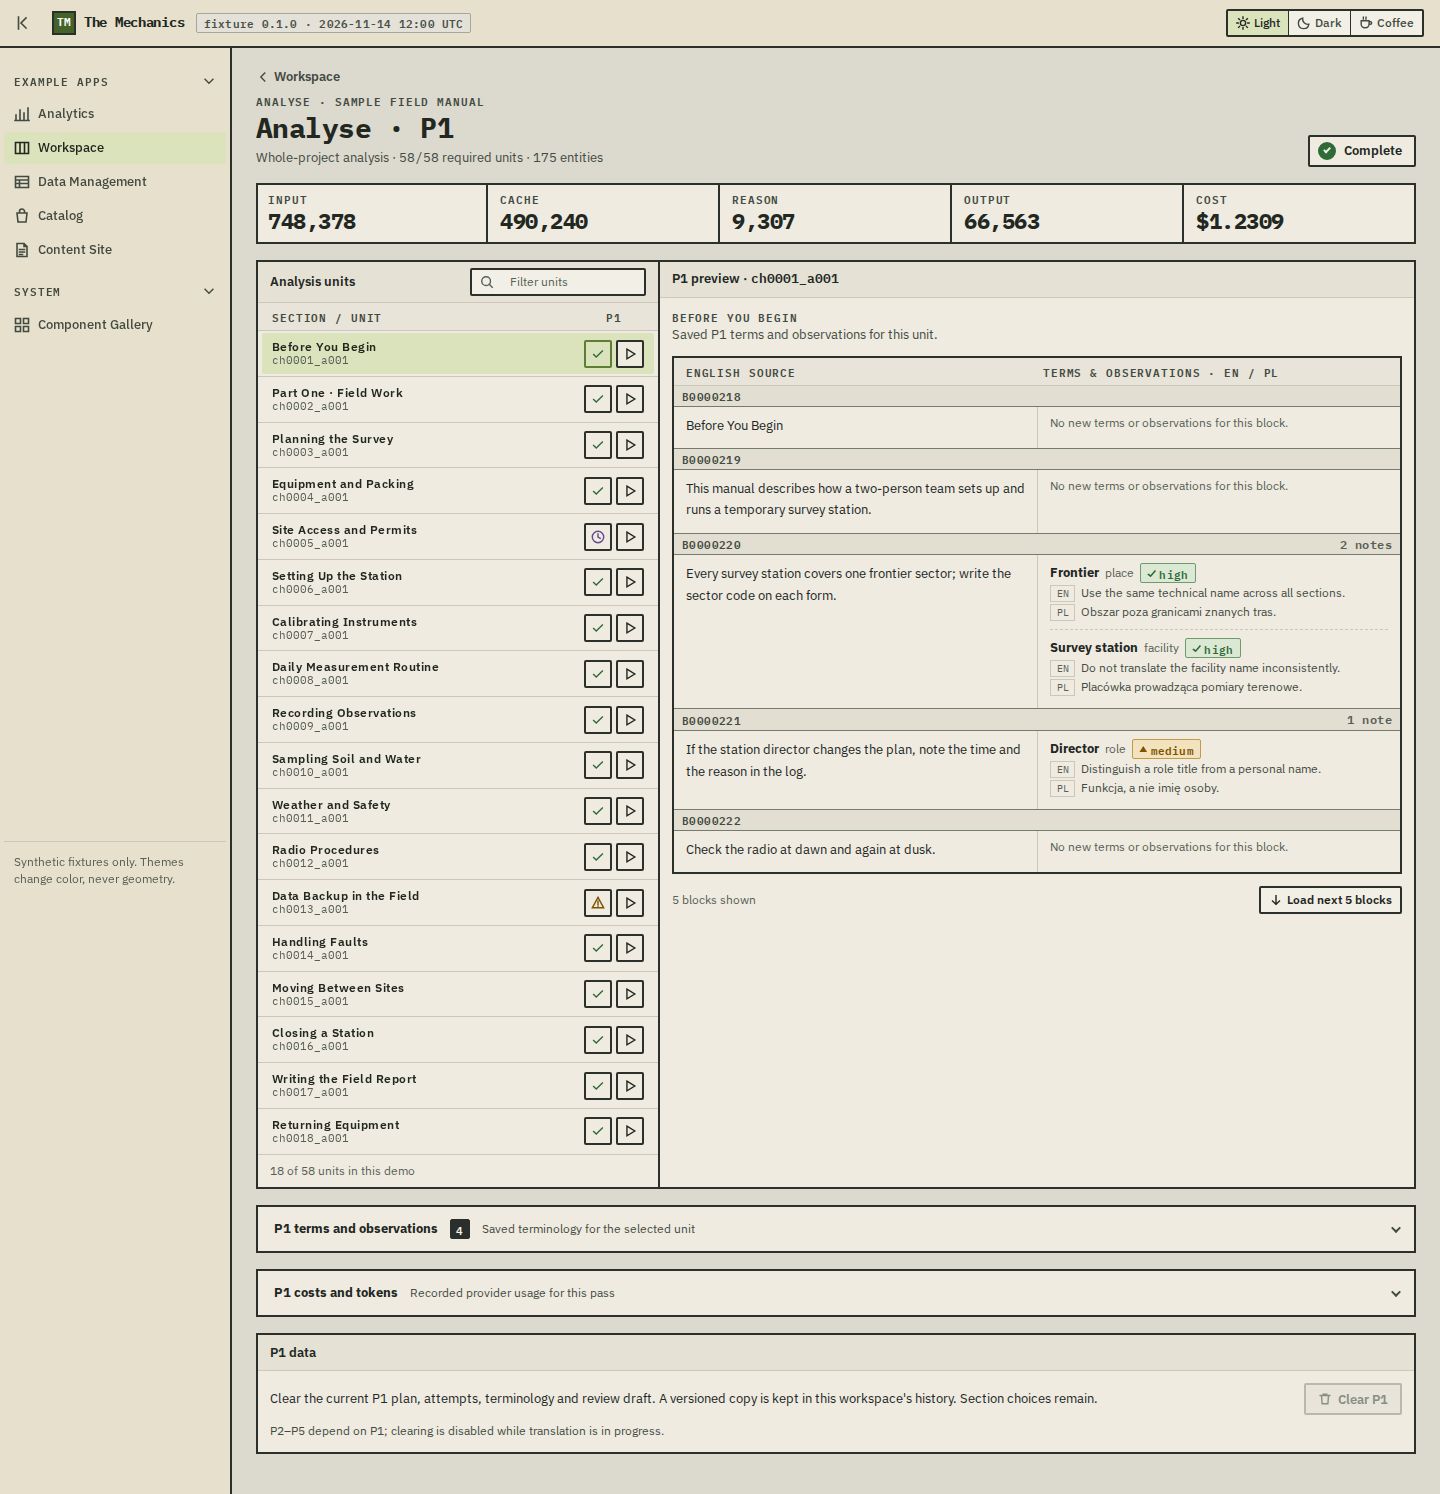 TM The Mechanics fixture 0.1.0 · 2026-11-14 12:00 UTC
Light Dark Coffee
EXAMPLE APPS
Analytics
Workspace
Data Management
Catalog
Content Site
SYSTEM
Component Gallery
Synthetic fixtures only. Themes
change color, never geometry.
Workspace
ANALYSE · SAMPLE FIELD MANUAL
Analyse · P1
Whole-project analysis · 58/58 required units · 175 entities
Complete
INPUT
748,378
CACHE
490,240
REASON
9,307
OUTPUT
66,563
COST
$1.2309
Analysis units
Filter units
SECTION / UNIT P1
Before You Begin
ch0001_a001
Part One · Field Work
ch0002_a001
Planning the Survey
ch0003_a001
Equipment and Packing
ch0004_a001
Site Access and Permits
ch0005_a001
Setting Up the Station
ch0006_a001
Calibrating Instruments
ch0007_a001
Daily Measurement Routine
ch0008_a001
Recording Observations
ch0009_a001
Sampling Soil and Water
ch0010_a001
Weather and Safety
ch0011_a001
Radio Procedures
ch0012_a001
Data Backup in the Field
ch0013_a001
Handling Faults
ch0014_a001
Moving Between Sites
ch0015_a001
Closing a Station
ch0016_a001
Writing the Field Report
ch0017_a001
Returning Equipment
ch0018_a001
18 of 58 units in this demo
P1 preview · ch0001_a001
BEFORE YOU BEGIN
Saved P1 terms and observations for this unit.
ENGLISH SOURCE TERMS & OBSERVATIONS · EN / PL
B0000218
Before You Begin
No new terms or observations for this block.
B0000219
This manual describes how a two-person team sets up and
runs a temporary survey station.
No new terms or observations for this block.
B0000220 2 notes
Every survey station covers one frontier sector; write the
sector code on each form.
Frontier place high
EN Use the same technical name across all sections.
PL Obszar poza granicami znanych tras.
Survey station facility high
EN Do not translate the facility name inconsistently.
PL Placówka prowadząca pomiary terenowe.
B0000221 1 note
If the station director changes the plan, note the time and
the reason in the log.
Director role medium
EN Distinguish a role title from a personal name.
PL Funkcja, a nie imię osoby.
B0000222
Check the radio at dawn and again at dusk.
No new terms or observations for this block.
5 blocks shown
Load next 5 blocks
P1 terms and observations 4 Saved terminology for the selected unit
P1 costs and tokens Recorded provider usage for this pass
P1 data
Clear the current P1 plan, attempts, terminology and review draft. A versioned copy is kept in this workspace's history. Section choices remain.
Clear P1
P2–P5 depend on P1; clearing is disabled while translation is in progress.